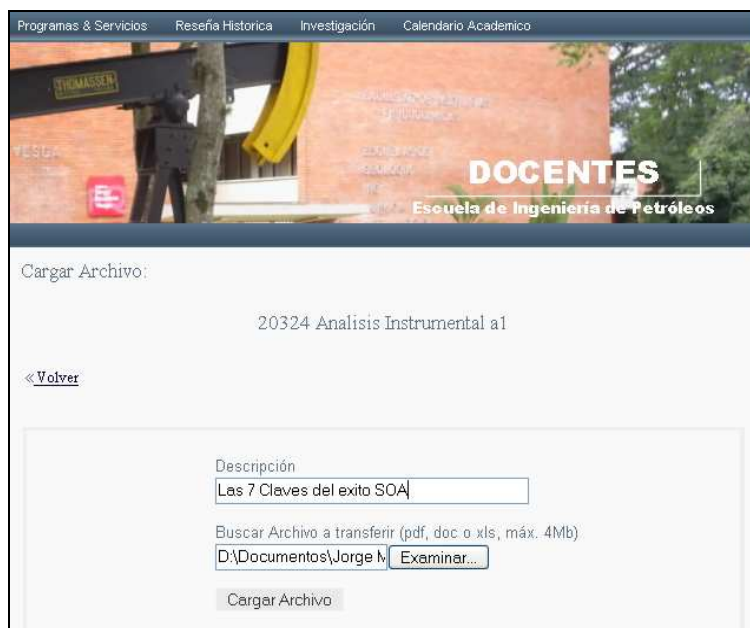 Programas & Servicios Reseña Historica Investigación Calendario Academico
THOMASSEN
DOCENTES
Escuela de Ingeniería de Petróleos
Cargar Archivo:
20324 Analisis Instrumental a1
«Volver
Descripción
Las 7 Claves del exito SOA
Buscar Archivo a transferir (pdf, doc o xls, máx. 4Mb)
D:\Documentos\Jorge M Examinar...
Cargar Archivo